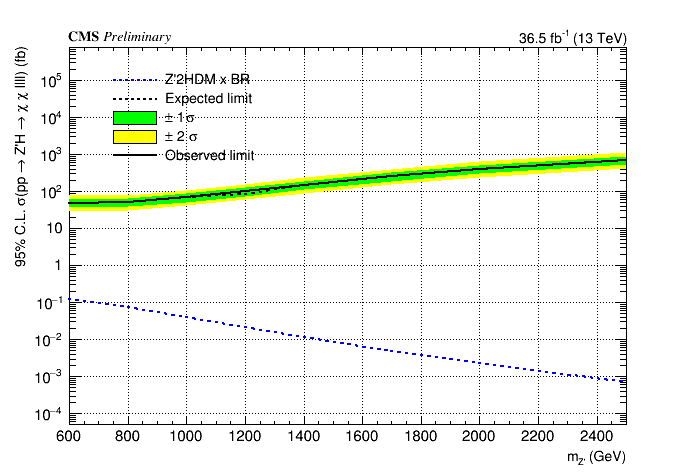 CMS Preliminary
36.5 fb⁻¹ (13 TeV)
95% C.L. σ(pp → Z'H → χ χ llll) (fb)
Z'2HDM x BR
Expected limit
± 1σ
± 2 σ
Observed limit
10⁵
10⁴
10³
10²
10
1
10⁻¹
10⁻²
10⁻³
10⁻⁴
600 800 1000 1200 1400 1600 1800 2000 2200 2400
m_Z' (GeV)